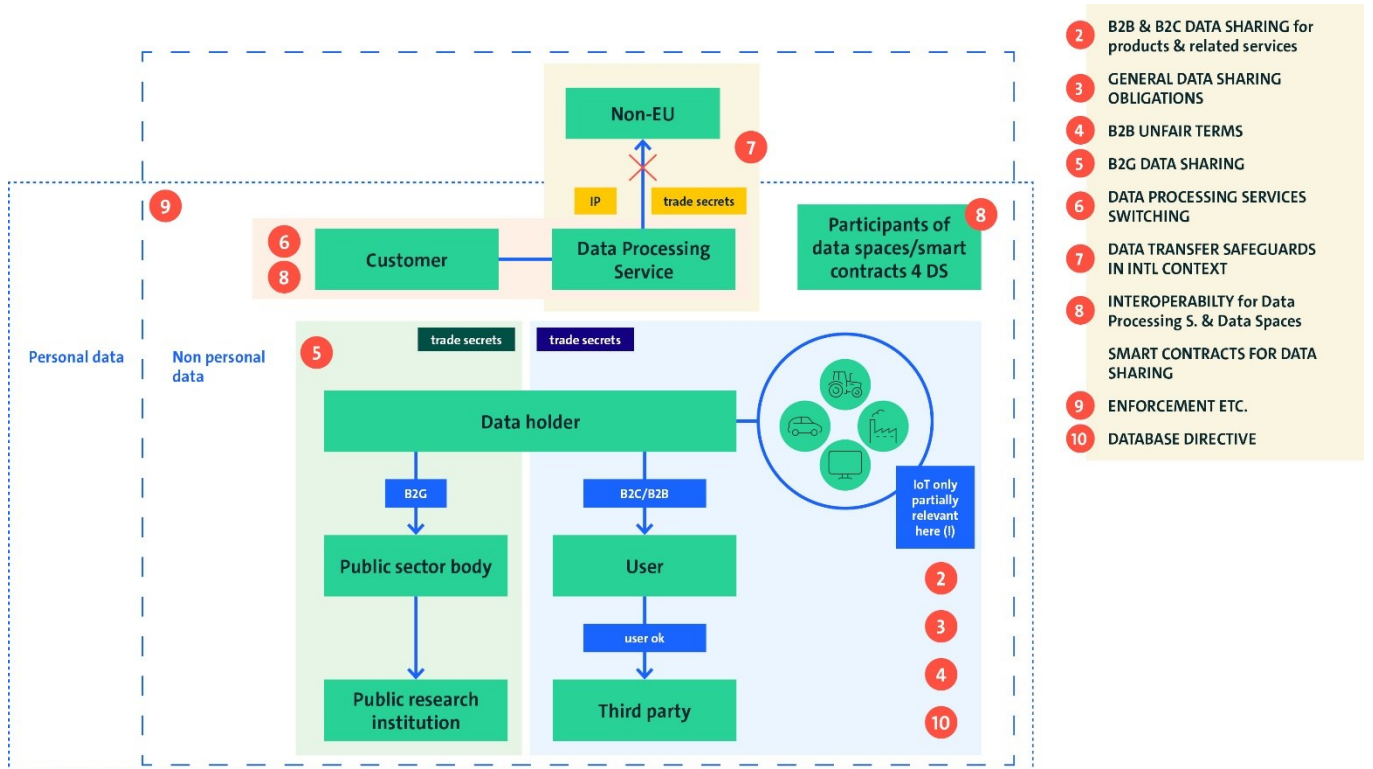 Non-EU
7
9
IP
trade secrets
6
8
Customer
Data Processing
Service
8
Participants of
data spaces/smart
contracts 4 DS
Personal data
Non personal
data
5
trade secrets
trade secrets
Data holder
IoT only
partially
relevant
here (!)
B2G
B2C/B2B
Public sector body
User
2
3
user ok
4
Public research
institution
Third party
10
2
B2B & B2C DATA SHARING for
products & related services
3
GENERAL DATA SHARING
OBLIGATIONS
4
B2B UNFAIR TERMS
5
B2G DATA SHARING
6
DATA PROCESSING SERVICES
SWITCHING
7
DATA TRANSFER SAFEGUARDS
IN INTL CONTEXT
8
INTEROPERABILTY for Data
Processing S. & Data Spaces
SMART CONTRACTS FOR DATA
SHARING
9
ENFORCEMENT ETC.
10
DATABASE DIRECTIVE